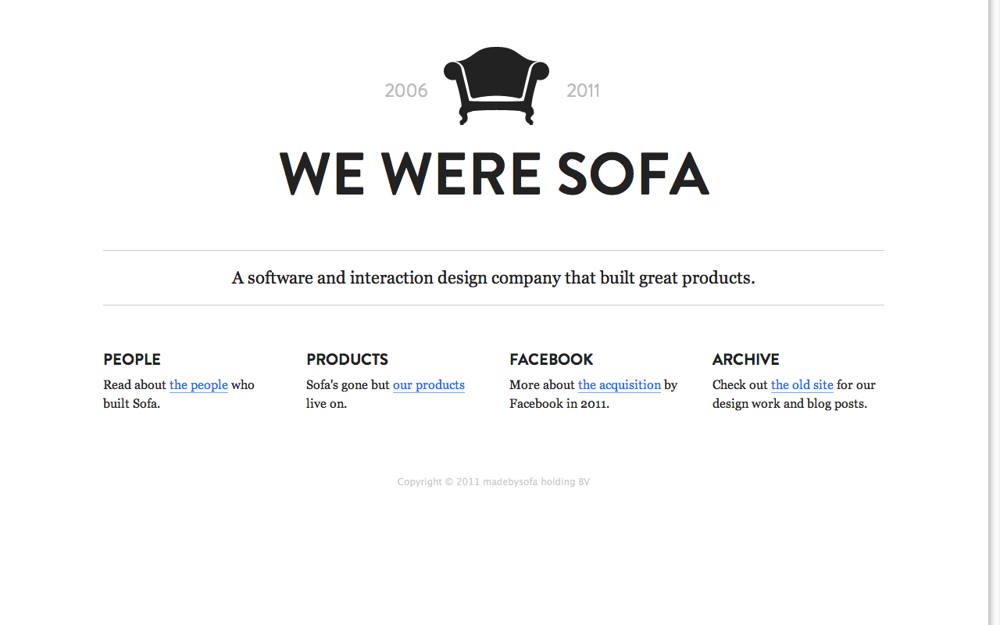 2006 2011
WE WERE SOFA
A software and interaction design company that built great products.
PEOPLE
Read about the people who
built Sofa.
PRODUCTS
Sofa's gone but our products
live on.
FACEBOOK
More about the acquisition by
Facebook in 2011.
ARCHIVE
Check out the old site for our
design work and blog posts.
Copyright © 2011 madebysofa holding BV